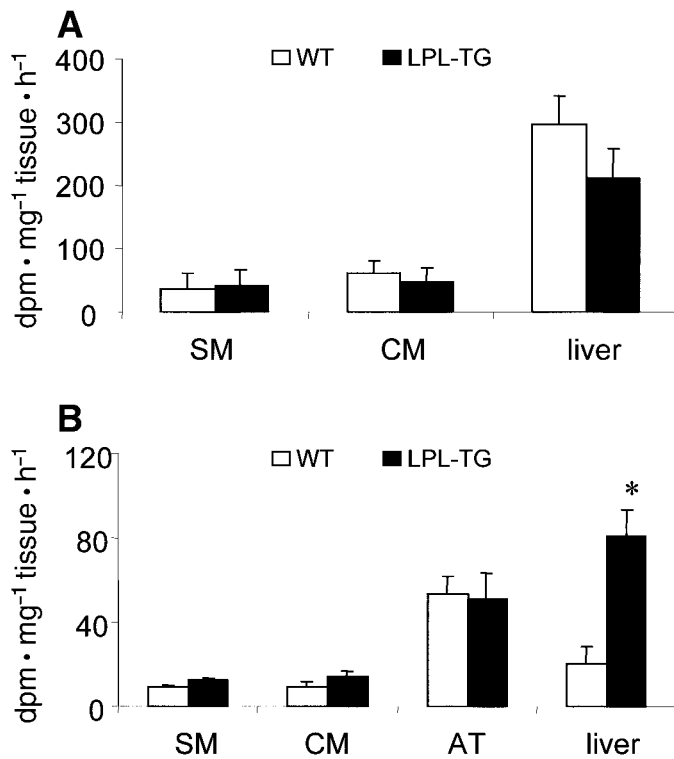 A
WT LPL-TG
dpm • mg⁻¹ tissue • h⁻¹
400
300
200
100
0
SM CM liver
B
WT LPL-TG
dpm • mg⁻¹ tissue • h⁻¹
120
80
40
0
*
SM CM AT liver